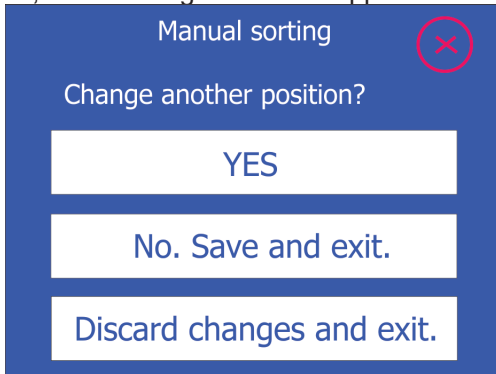 Manual sorting
Change another position?
YES
No. Save and exit.
Discard changes and exit.